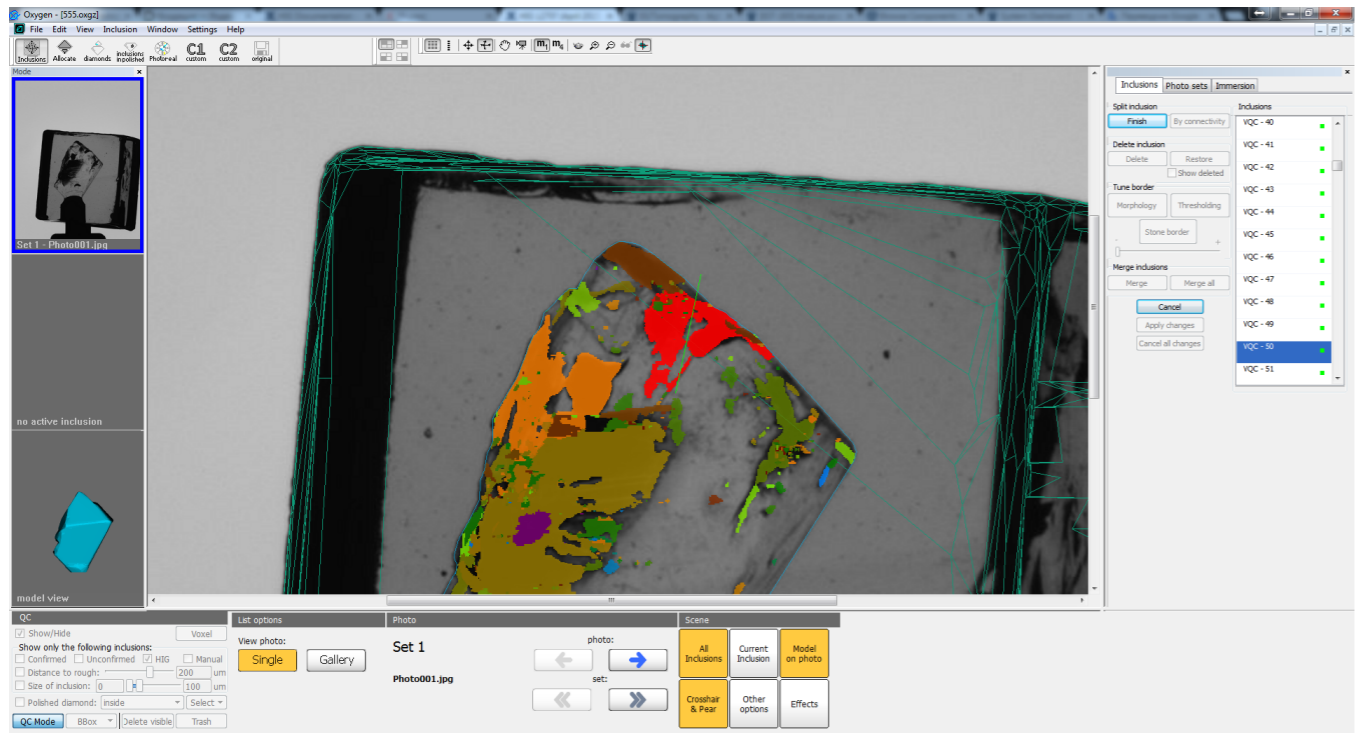 Oxygen - [555.oxgz]
File Edit View Inclusion Window Settings Help
Inclusions Allocate diamonds inclusions in polished Photoreal C1 custom C2 custom original
Mode x
Set 1 - Photo001.jpg
no active inclusion
model view
Inclusions Photo sets Immersion
Split inclusion
Finish By connectivity
Delete inclusion
Delete Restore
Show deleted
Tune border
Morphology Thresholding
Stone border
- +
Merge inclusions
Merge Merge all
Cancel
Apply changes
Cancel all changes
Inclusions
VQC - 40
VQC - 41
VQC - 42
VQC - 43
VQC - 44
VQC - 45
VQC - 46
VQC - 47
VQC - 48
VQC - 49
VQC - 50
VQC - 51
QC
Show/Hide Voxel
Show only the following inclusions:
Confirmed Unconfirmed HIG Manual
Distance to rough: 200 um
Size of inclusion: 0 100 um
Polished diamond: inside Select
QC Mode BBox Delete visible Trash
List options
View photo:
Single Gallery
Photo
Set 1
Photo001.jpg
photo:
set:
Scene
All Inclusions Current Inclusion Model on photo
Crosshair & Pear Other options Effects